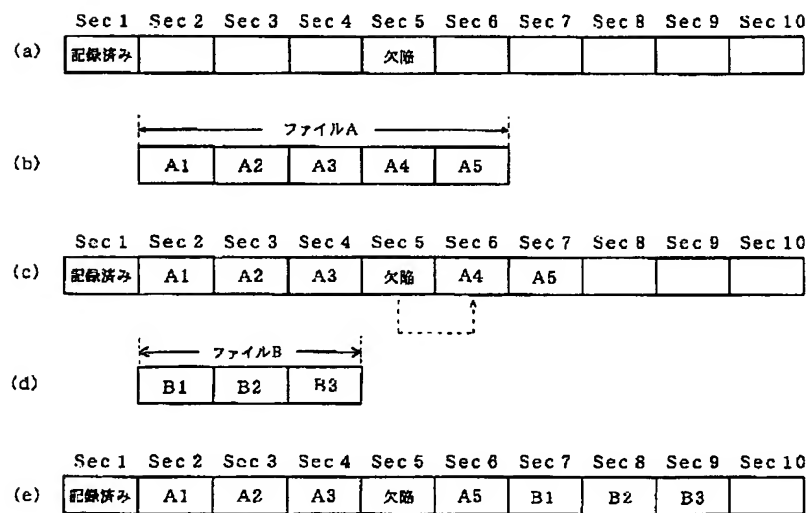 Sec 1 Sec 2 Sec 3 Sec 4 Sec 5 Sec 6 Sec 7 Sec 8 Sec 9 Sec 10
(a) 記録済み 欠陥
ファイルA
(b) A1 A2 A3 A4 A5
Sec 1 Sec 2 Sec 3 Sec 4 Sec 5 Sec 6 Sec 7 Sec 8 Sec 9 Sec 10
(c) 記録済み A1 A2 A3 欠陥 A4 A5
ファイルB
(d) B1 B2 B3
Sec 1 Sec 2 Sec 3 Sec 4 Sec 5 Sec 6 Sec 7 Sec 8 Sec 9 Sec 10
(e) 記録済み A1 A2 A3 欠陥 A5 B1 B2 B3